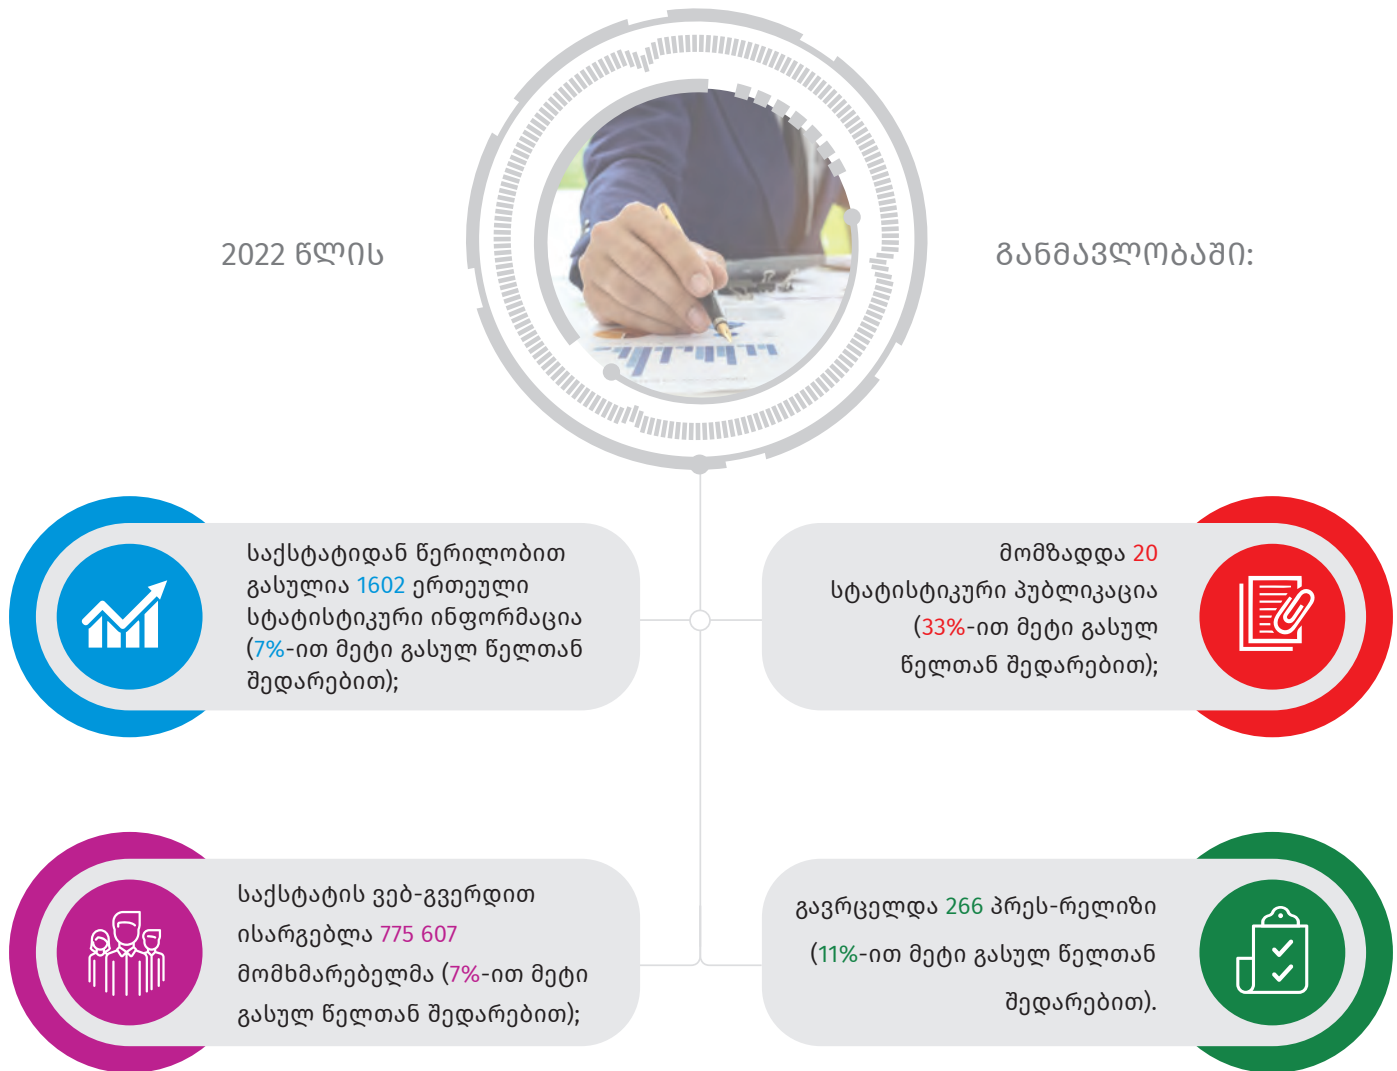 2022 წლის
განმავლობაში:
საქსტატიდან წერილობით
გასულია 1602 ერთეული
სტატისტიკური ინფორმაცია
(7%-ით მეტი გასულ წელთან
შედარებით);
მომზადდა 20
სტატისტიკური პუბლიკაცია
(33%-ით მეტი გასულ
წელთან შედარებით);
საქსტატის ვებ-გვერდით
ისარგებლა 775 607
მომხმარებელმა (7%-ით მეტი
გასულ წელთან შედარებით);
გავრცელდა 266 პრეს-რელიზი
(11%-ით მეტი გასულ წელთან
შედარებით).